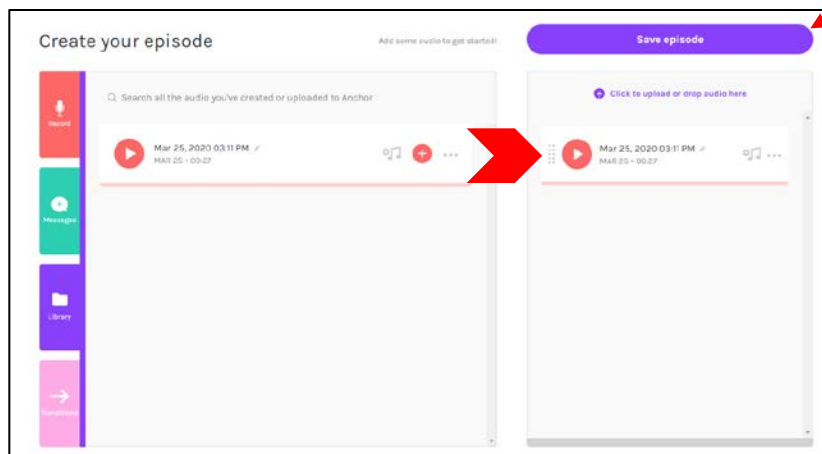 Create your episode
Add some audio to get started!
Save episode
Record
Search all the audio you've created or uploaded to Anchor
Click to upload or drop audio here
Mar 25, 2020 03:11 PM
MAR 25 - 00:27
Mar 25, 2020 03:11 PM
MAR 25 - 00:27
Messages
Library
Transitions